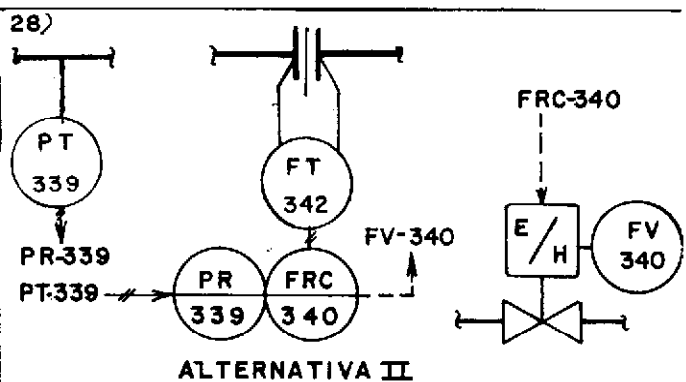 28)
PT
339
PR-339
PT-339
FT
342
PR
339
FRC
340
FV-340
FRC-340
E/H
FV
340
ALTERNATIVA II